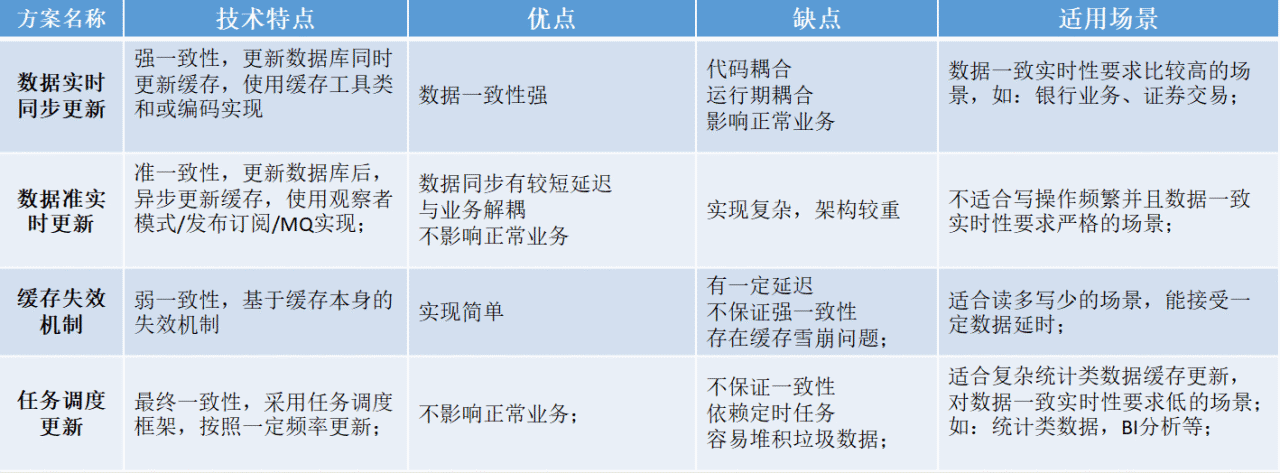 方案名称
技术特点
优点
缺点
适用场景
数据实时
同步更新
强一致性，更新数据库同时
更新缓存，使用缓存工具类
和或编码实现
数据一致性强
代码耦合
运行期耦合
影响正常业务
数据一致实时性要求比较高的场
景，如：银行业务、证券交易；
数据准实
时更新
准一致性，更新数据库后，
异步更新缓存，使用观察者
模式/发布订阅/MQ实现；
数据同步有较短延迟
与业务解耦
不影响正常业务
实现复杂，架构较重
不适合写操作频繁并且数据一致
实时性要求严格的场景；
缓存失效
机制
弱一致性，基于缓存本身的
失效机制
实现简单
有一定延迟
不保证强一致性
存在缓存雪崩问题；
适合读多写少的场景，能接受一
定数据延时；
任务调度
更新
最终一致性，采用任务调度
框架，按照一定频率更新；
不影响正常业务；
不保证一致性
依赖定时任务
容易堆积垃圾数据；
适合复杂统计类数据缓存更新，
对数据一致实时性要求低的场景；
如：统计类数据，BI分析等；